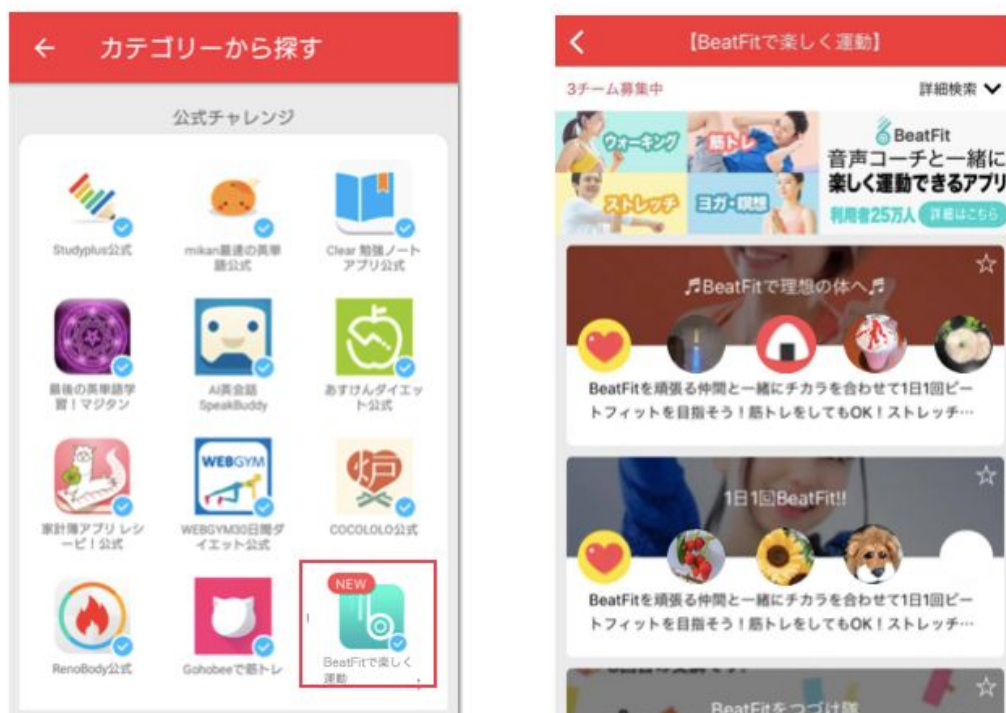 カテゴリーから探す
公式チャレンジ
Studyplus公式
mikan最速の英単
語公式
Clear 勉強ノート
アプリ公式
最後の英単語学
習！マジタン
AI英会話
SpeakBuddy
あすけんダイエッ
ト公式
家計簿アプリ レシ
ーピ！公式
WEBGYM
WEBGYM30日間ダ
イエット公式
炉
COCOLOLO公式
RenoBody公式
Gohobeeで筋トレ
NEW
BeatFitで楽しく
運動
【BeatFitで楽しく運動】
3チーム募集中
詳細検索
ウォーキング
筋トレ
ストレッチ
ヨガ・瞑想
BeatFit
音声コーチと一緒に
楽しく運動できるアプリ
利用者25万人
詳細はこちら
♬BeatFitで理想の体へ♬
BeatFitを頑張る仲間と一緒にチカラを合わせて1日1回ビー
トフィットを目指そう！筋トレをしてもOK！ストレッチ…
1日1回BeatFit!!
BeatFitを頑張る仲間と一緒にチカラを合わせて1日1回ビー
トフィットを目指そう！筋トレをしてもOK！ストレッチ…
BeatFitをつづけ隊